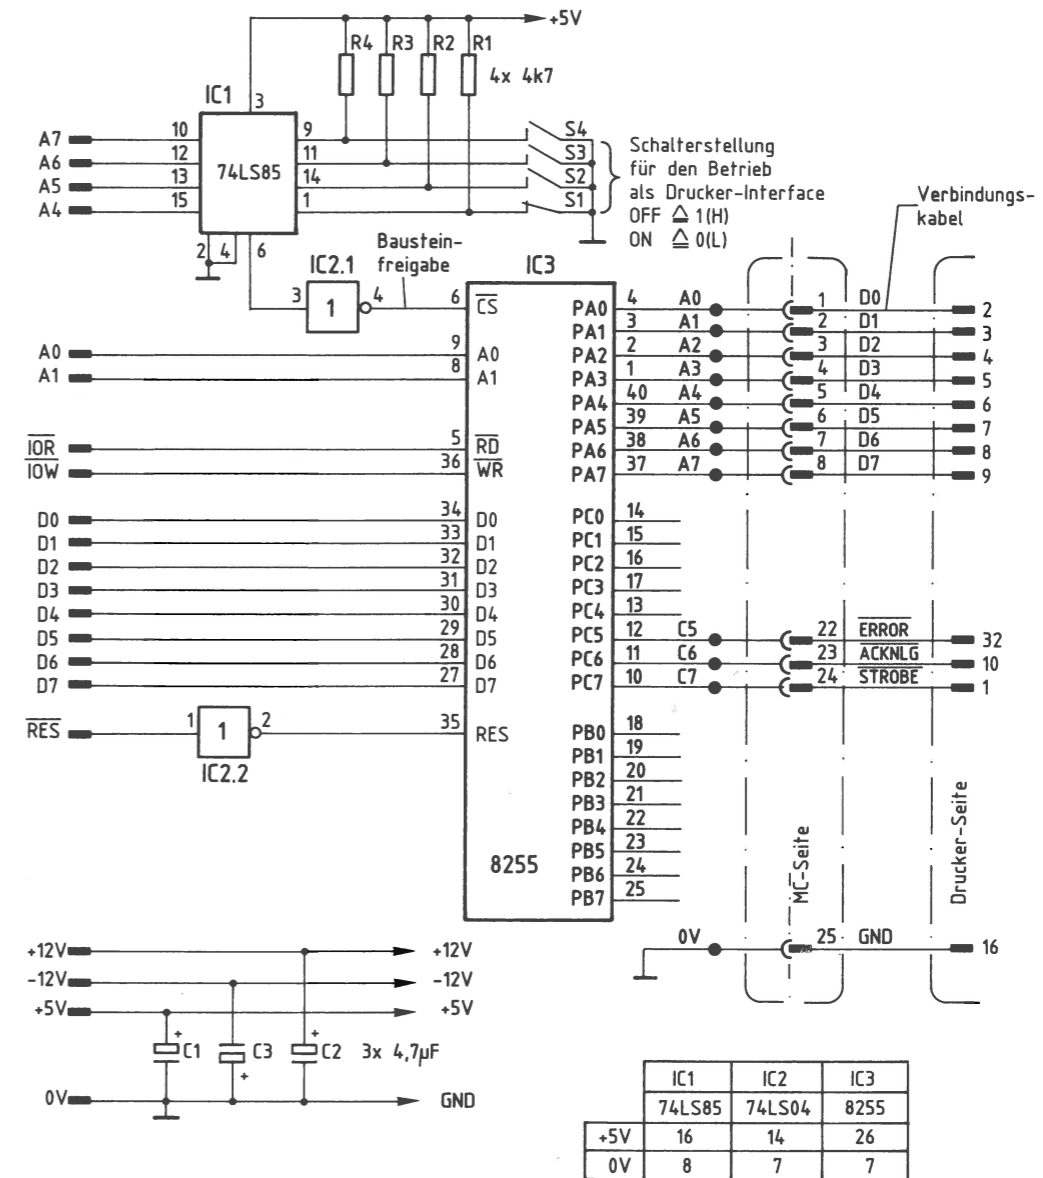 +5V
R4 R3 R2 R1
4x 4k7
IC1
3
A7 10 9 S4
A6 12 11 S3
A5 13 14 S2
A4 15 1 S1
74LS85
2 4 6
Schalterstellung
für den Betrieb
als Drucker-Interface
OFF ≙ 1(H)
ON ≙ 0(L)
Verbindungs-
kabel
Baustein-
freigabe
IC2.1
3 1 4
IC3
6 C̅S̅
A0 9 A0
A1 8 A1
I̅O̅R̅ 5 R̅D̅
I̅O̅W̅ 36 W̅R̅
D0 34 D0
D1 33 D1
D2 32 D2
D3 31 D3
D4 30 D4
D5 29 D5
D6 28 D6
D7 27 D7
R̅E̅S̅ 1 1 2 35 RES
IC2.2
8255
PA0 4 A0 1 D0 2
PA1 3 A1 2 D1 3
PA2 2 A2 3 D2 4
PA3 1 A3 4 D3 5
PA4 40 A4 5 D4 6
PA5 39 A5 6 D5 7
PA6 38 A6 7 D6 8
PA7 37 A7 8 D7 9
PC0 14
PC1 15
PC2 16
PC3 17
PC4 13
PC5 12 C5 22 E̅R̅R̅O̅R̅ 32
PC6 11 C6 23 A̅C̅K̅N̅L̅G̅ 10
PC7 10 C7 24 S̅T̅R̅O̅B̅E̅ 1
PB0 18
PB1 19
PB2 20
PB3 21
PB4 22
PB5 23
PB6 24
PB7 25
MC-Seite
Drucker-Seite
0V 25 GND 16
+12V +12V
-12V -12V
+5V +5V
+ C1 C3 + + C2 3x 4,7µF
0V GND
IC1 IC2 IC3
74LS85 74LS04 8255
+5V 16 14 26
0V 8 7 7